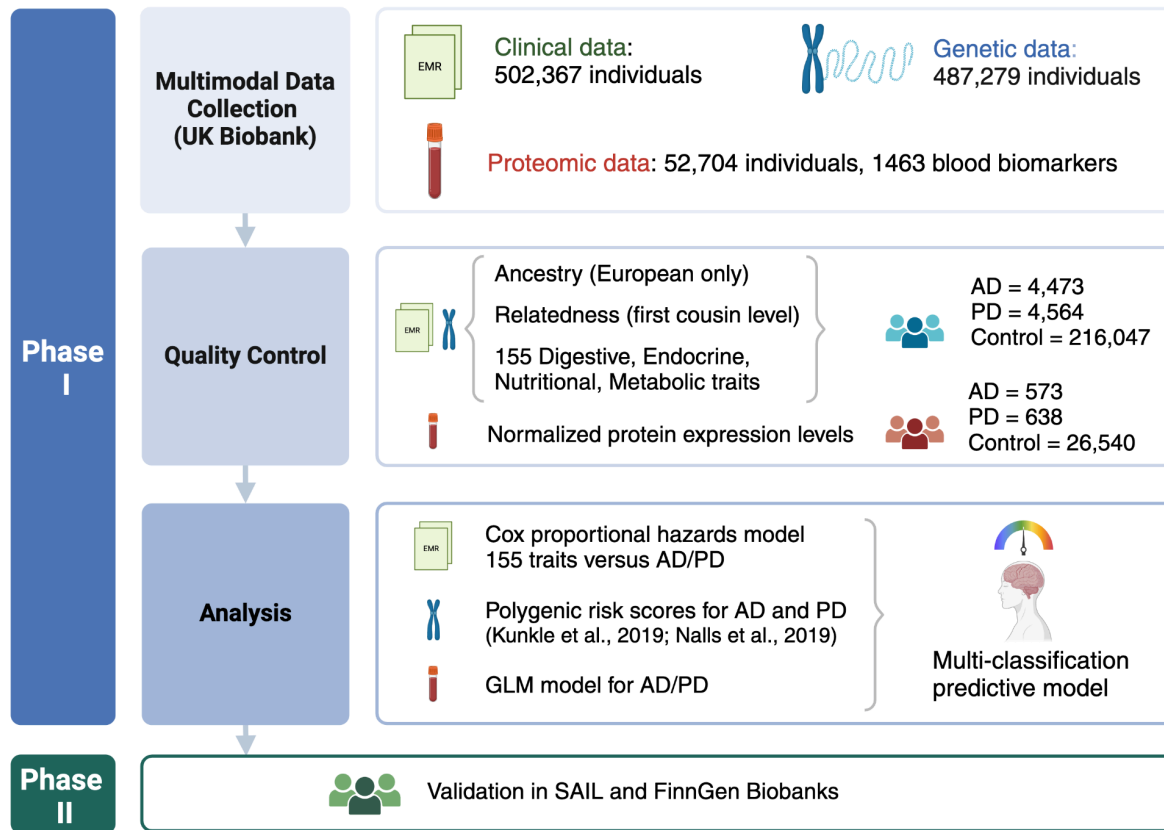 Phase
I
Multimodal Data
Collection
(UK Biobank)
EMR
Clinical data:
502,367 individuals
Genetic data:
487,279 individuals
Proteomic data: 52,704 individuals, 1463 blood biomarkers
Quality Control
EMR
Ancestry (European only)
Relatedness (first cousin level)
155 Digestive, Endocrine,
Nutritional, Metabolic traits
AD = 4,473
PD = 4,564
Control = 216,047
Normalized protein expression levels
AD = 573
PD = 638
Control = 26,540
Analysis
EMR
Cox proportional hazards model
155 traits versus AD/PD
Polygenic risk scores for AD and PD
(Kunkle et al., 2019; Nalls et al., 2019)
GLM model for AD/PD
Multi-classification
predictive model
Phase
II
Validation in SAIL and FinnGen Biobanks